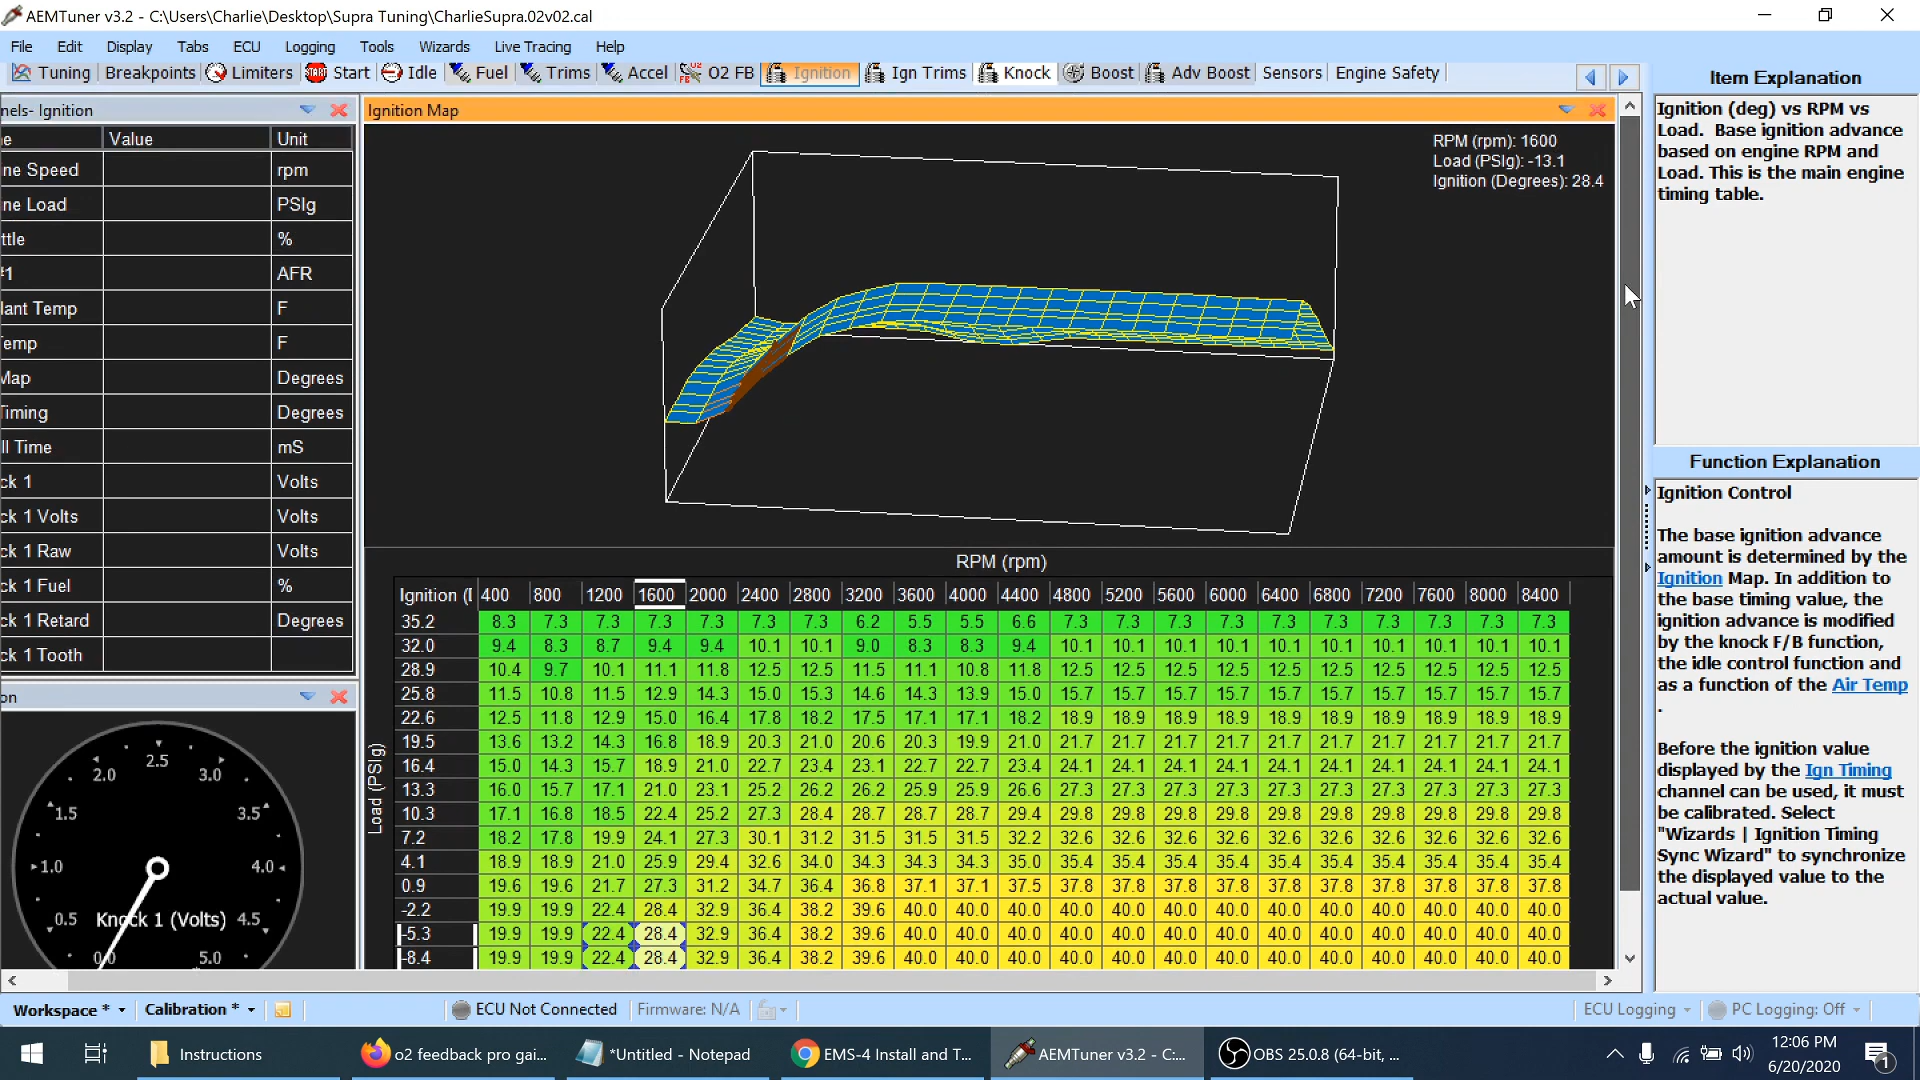 AEMTuner v3.2 - C:\Users\Charlie\Desktop\Supra Tuning\CharlieSupra.02v02.cal
File Edit Display Tabs ECU Logging Tools Wizards Live Tracing Help
Tuning Breakpoints Limiters Start Idle Fuel Trims Accel O2 FB Ignition Ign Trims Knock Boost Adv Boost Sensors Engine Safety
nels- Ignition
e Value Unit
ne Speed rpm
ne Load PSIg
ttle %
#1 AFR
lant Temp F
emp F
Map Degrees
Timing Degrees
ll Time mS
ck 1 Volts
ck 1 Volts Volts
ck 1 Raw Volts
ck 1 Fuel %
ck 1 Retard Degrees
ck 1 Tooth
on
2.5
2.0 3.0
1.5 3.5
1.0 4.0
0.5 Knock 1 (Volts) 4.5
0.0 5.0
Ignition Map
RPM (rpm): 1600
Load (PSIg): -13.1
Ignition (Degrees): 28.4
RPM (rpm)
Load (PSIg)
Ignition (I 400 800 1200 1600 2000 2400 2800 3200 3600 4000 4400 4800 5200 5600 6000 6400 6800 7200 7600 8000 8400
35.2 8.3 7.3 7.3 7.3 7.3 7.3 7.3 6.2 5.5 5.5 6.6 7.3 7.3 7.3 7.3 7.3 7.3 7.3 7.3 7.3 7.3
32.0 9.4 8.3 8.7 9.4 9.4 10.1 10.1 9.0 8.3 8.3 9.4 10.1 10.1 10.1 10.1 10.1 10.1 10.1 10.1 10.1 10.1
28.9 10.4 9.7 10.1 11.1 11.8 12.5 12.5 11.5 11.1 10.8 11.8 12.5 12.5 12.5 12.5 12.5 12.5 12.5 12.5 12.5 12.5
25.8 11.5 10.8 11.5 12.9 14.3 15.0 15.3 14.6 14.3 13.9 15.0 15.7 15.7 15.7 15.7 15.7 15.7 15.7 15.7 15.7 15.7
22.6 12.5 11.8 12.9 15.0 16.4 17.8 18.2 17.5 17.1 17.1 18.2 18.9 18.9 18.9 18.9 18.9 18.9 18.9 18.9 18.9 18.9
19.5 13.6 13.2 14.3 16.8 18.9 20.3 21.0 20.6 20.3 19.9 21.0 21.7 21.7 21.7 21.7 21.7 21.7 21.7 21.7 21.7 21.7
16.4 15.0 14.3 15.7 18.9 21.0 22.7 23.4 23.1 22.7 22.7 23.4 24.1 24.1 24.1 24.1 24.1 24.1 24.1 24.1 24.1 24.1
13.3 16.0 15.7 17.1 21.0 23.1 25.2 26.2 26.2 25.9 25.9 26.6 27.3 27.3 27.3 27.3 27.3 27.3 27.3 27.3 27.3 27.3
10.3 17.1 16.8 18.5 22.4 25.2 27.3 28.4 28.7 28.7 28.7 29.4 29.8 29.8 29.8 29.8 29.8 29.8 29.8 29.8 29.8 29.8
7.2 18.2 17.8 19.9 24.1 27.3 30.1 31.2 31.5 31.5 31.5 32.2 32.6 32.6 32.6 32.6 32.6 32.6 32.6 32.6 32.6 32.6
4.1 18.9 18.9 21.0 25.9 29.4 32.6 34.0 34.3 34.3 34.3 35.0 35.4 35.4 35.4 35.4 35.4 35.4 35.4 35.4 35.4 35.4
0.9 19.6 19.6 21.7 27.3 31.2 34.7 36.4 36.8 37.1 37.1 37.5 37.8 37.8 37.8 37.8 37.8 37.8 37.8 37.8 37.8 37.8
-2.2 19.9 19.9 22.4 28.4 32.9 36.4 38.2 39.6 40.0 40.0 40.0 40.0 40.0 40.0 40.0 40.0 40.0 40.0 40.0 40.0 40.0
-5.3 19.9 19.9 22.4 28.4 32.9 36.4 38.2 39.6 40.0 40.0 40.0 40.0 40.0 40.0 40.0 40.0 40.0 40.0 40.0 40.0 40.0
-8.4 19.9 19.9 22.4 28.4 32.9 36.4 38.2 39.6 40.0 40.0 40.0 40.0 40.0 40.0 40.0 40.0 40.0 40.0 40.0 40.0 40.0
Item Explanation
Ignition (deg) vs RPM vs
Load. Base ignition advance
based on engine RPM and
Load. This is the main engine
timing table.
Function Explanation
Ignition Control
The base ignition advance
amount is determined by the
Ignition Map. In addition to
the base timing value, the
ignition advance is modified
by the knock F/B function,
the idle control function and
as a function of the Air Temp
.
Before the ignition value
displayed by the Ign Timing
channel can be used, it must
be calibrated. Select
"Wizards | Ignition Timing
Sync Wizard" to synchronize
the displayed value to the
actual value.
Workspace * Calibration * ECU Not Connected Firmware: N/A ECU Logging PC Logging: Off
Instructions o2 feedback pro gai... *Untitled - Notepad EMS-4 Install and T... AEMTuner v3.2 - C:... OBS 25.0.8 (64-bit, ...
12:06 PM
6/20/2020
1